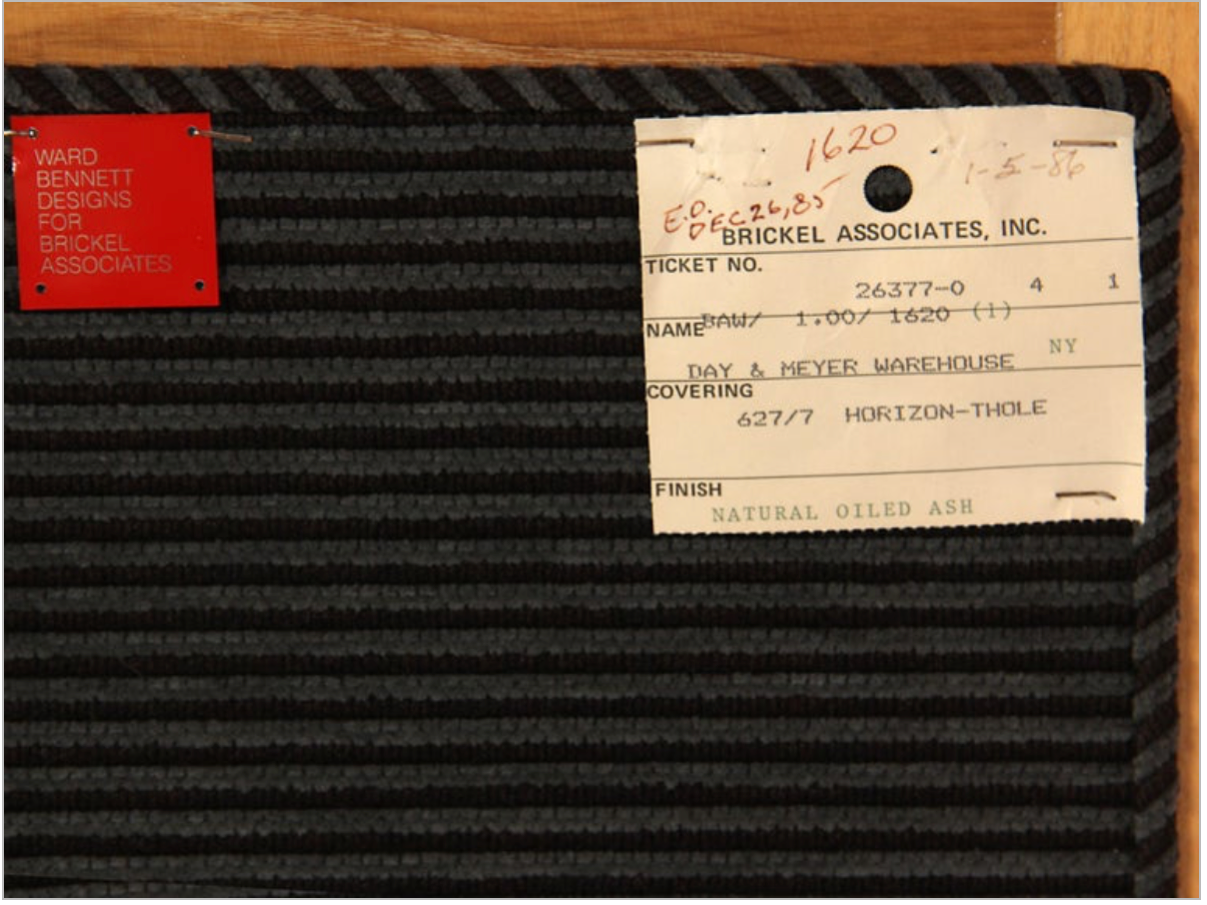 WARD
BENNETT
DESIGNS
FOR
BRICKEL
ASSOCIATES
1620
1-5-86
E.D.
DEC 26, 85
BRICKEL ASSOCIATES, INC.
TICKET NO.
26377-0 4 1
BAW/ 1.00/ 1620 (1)
NAME
NY
DAY & MEYER WAREHOUSE
COVERING
627/7 HORIZON-THOLE
FINISH
NATURAL OILED ASH